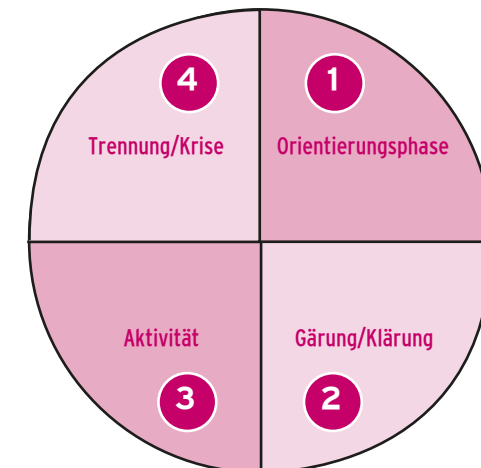 4
1
Trennung/Krise
Orientierungsphase
Aktivität
Gärung/Klärung
3
2